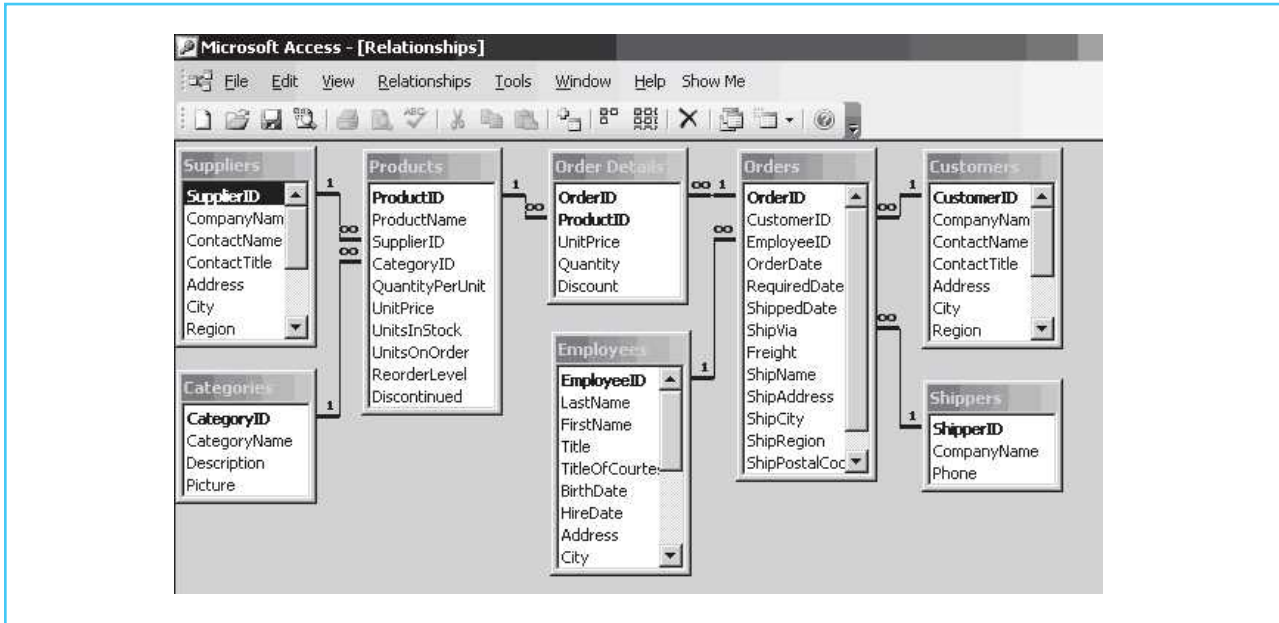 Microsoft Access - [Relationships]
File Edit View Relationships Tools Window Help Show Me
Suppliers
SupplierID
CompanyNam
ContactName
ContactTitle
Address
City
Region
1
∞
Categories
CategoryID
CategoryName
Description
Picture
1
∞
Products
ProductID
ProductName
SupplierID
CategoryID
QuantityPerUnit
UnitPrice
UnitsInStock
UnitsOnOrder
ReorderLevel
Discontinued
1
∞
Order Details
OrderID
ProductID
UnitPrice
Quantity
Discount
∞ 1
Employees
EmployeeID
LastName
FirstName
Title
TitleOfCourte
BirthDate
HireDate
Address
City
1
∞
Orders
OrderID
CustomerID
EmployeeID
OrderDate
RequiredDate
ShippedDate
ShipVia
Freight
ShipName
ShipAddress
ShipCity
ShipRegion
ShipPostalCoc
∞
1
∞
1
Customers
CustomerID
CompanyNam
ContactName
ContactTitle
Address
City
Region
Shippers
ShipperID
CompanyName
Phone